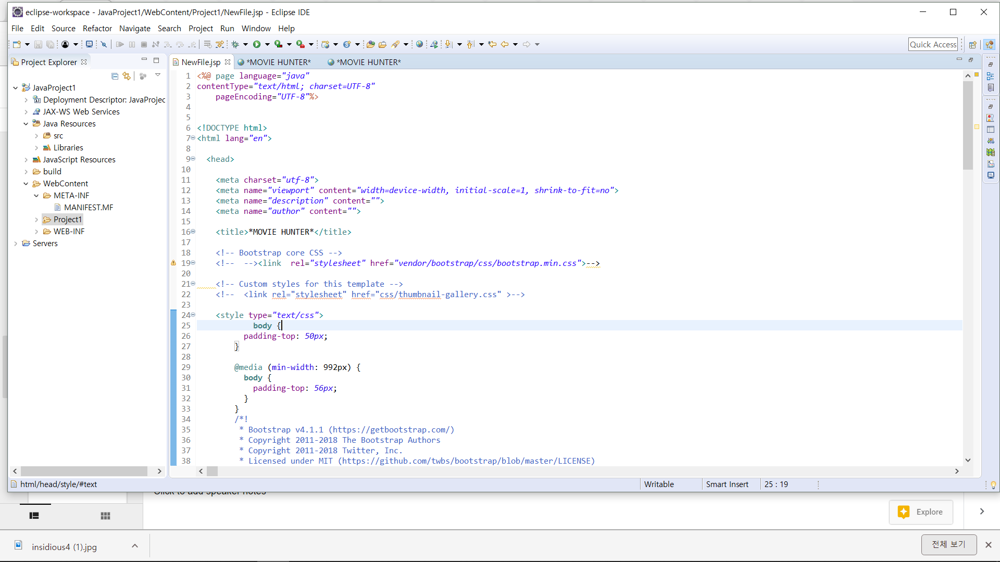 eclipse-workspace - JavaProject1/WebContent/Project1/NewFile.jsp - Eclipse IDE
File Edit Source Refactor Navigate Search Project Run Window Help
Quick Access
Project Explorer
NewFile.jsp
*MOVIE HUNTER*
*MOVIE HUNTER*
JavaProject1
Deployment Descriptor: JavaProjec
JAX-WS Web Services
Java Resources
src
Libraries
JavaScript Resources
build
WebContent
META-INF
MANIFEST.MF
Project1
WEB-INF
Servers
1 <%@ page language="java"
2 contentType="text/html; charset=UTF-8"
3 pageEncoding="UTF-8"%>
4
5
6 <!DOCTYPE html>
7 <html lang="en">
8
9 <head>
10
11 <meta charset="utf-8">
12 <meta name="viewport" content="width=device-width, initial-scale=1, shrink-to-fit=no">
13 <meta name="description" content="">
14 <meta name="author" content="">
15
16 <title>*MOVIE HUNTER*</title>
17
18 <!-- Bootstrap core CSS -->
19 <!--  --><link  rel="stylesheet" href="vendor/bootstrap/css/bootstrap.min.css">-->
20
21 <!-- Custom styles for this template -->
22 <!--  <link rel="stylesheet" href="css/thumbnail-gallery.css" >-->
23
24 <style type="text/css">
25 body {
26 padding-top: 50px;
27 }
28
29 @media (min-width: 992px) {
30 body {
31 padding-top: 56px;
32 }
33 }
34 /*!
35 * Bootstrap v4.1.1 (https://getbootstrap.com/)
36 * Copyright 2011-2018 The Bootstrap Authors
37 * Copyright 2011-2018 Twitter, Inc.
38 * Licensed under MIT (https://github.com/twbs/bootstrap/blob/master/LICENSE)
html/head/style/#text
Writable
Smart Insert
25 : 19
Click to add speaker notes
Explore
insidious4 (1).jpg
전체 보기